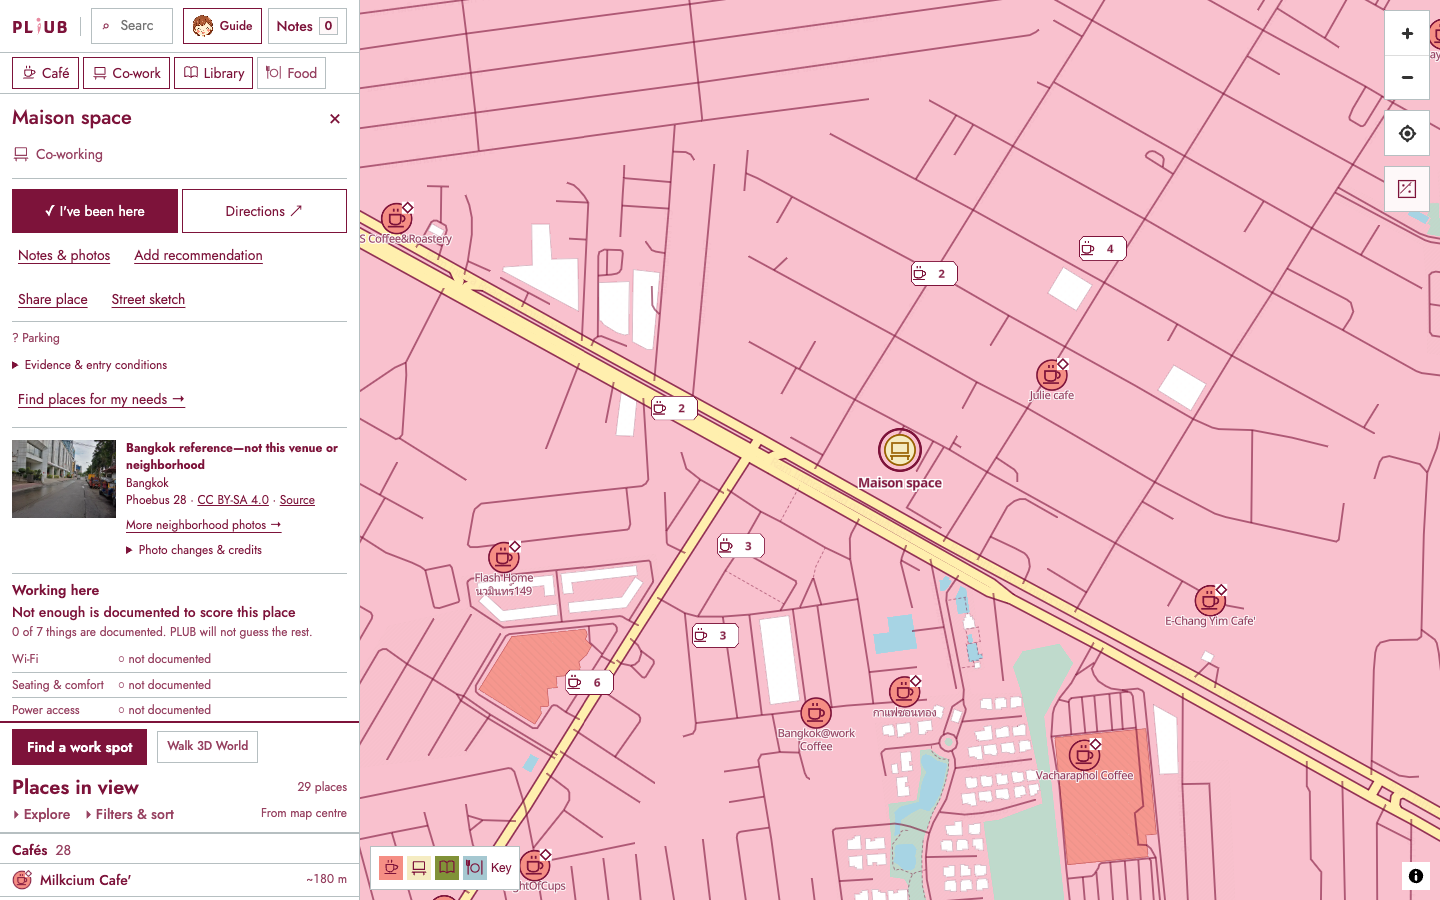 PLUB
Searc
Guide
Notes 0
Café
Co-work
Library
Food
Maison space
×
Co-working
✓ I've been here
Directions ↗
Notes & photos
Add recommendation
Share place
Street sketch
? Parking
▶ Evidence & entry conditions
Find places for my needs →
Bangkok reference—not this venue or
neighborhood
Bangkok
Phoebus 28 · CC BY-SA 4.0 · Source
More neighborhood photos →
▶ Photo changes & credits
Working here
Not enough is documented to score this place
0 of 7 things are documented. PLUB will not guess the rest.
Wi-Fi ○ not documented
Seating & comfort ○ not documented
Power access ○ not documented
Find a work spot
Walk 3D World
Places in view
29 places
Explore
Filters & sort
From map centre
Cafés 28
Milkcium Cafe' ~180 m
S Coffee&Roastery
2
4
Julie cafe
2
Maison space
3
Flash Home
นวมินทร์149
3
6
E-Chang Yim Cafe'
กาแฟซอนทอง
Bangkok@work
Coffee
Vacharaphol Coffee
Key
ghtOfCups
+
−